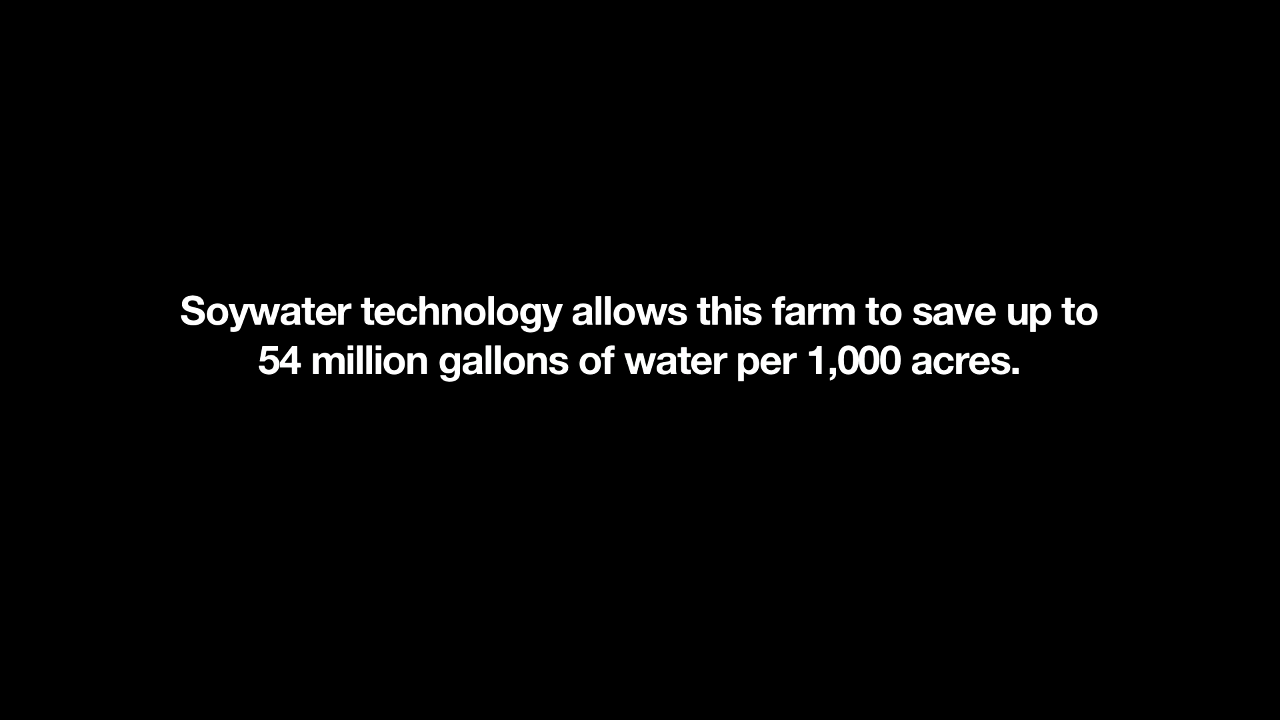 Soywater technology allows this farm to save up to
54 million gallons of water per 1,000 acres.